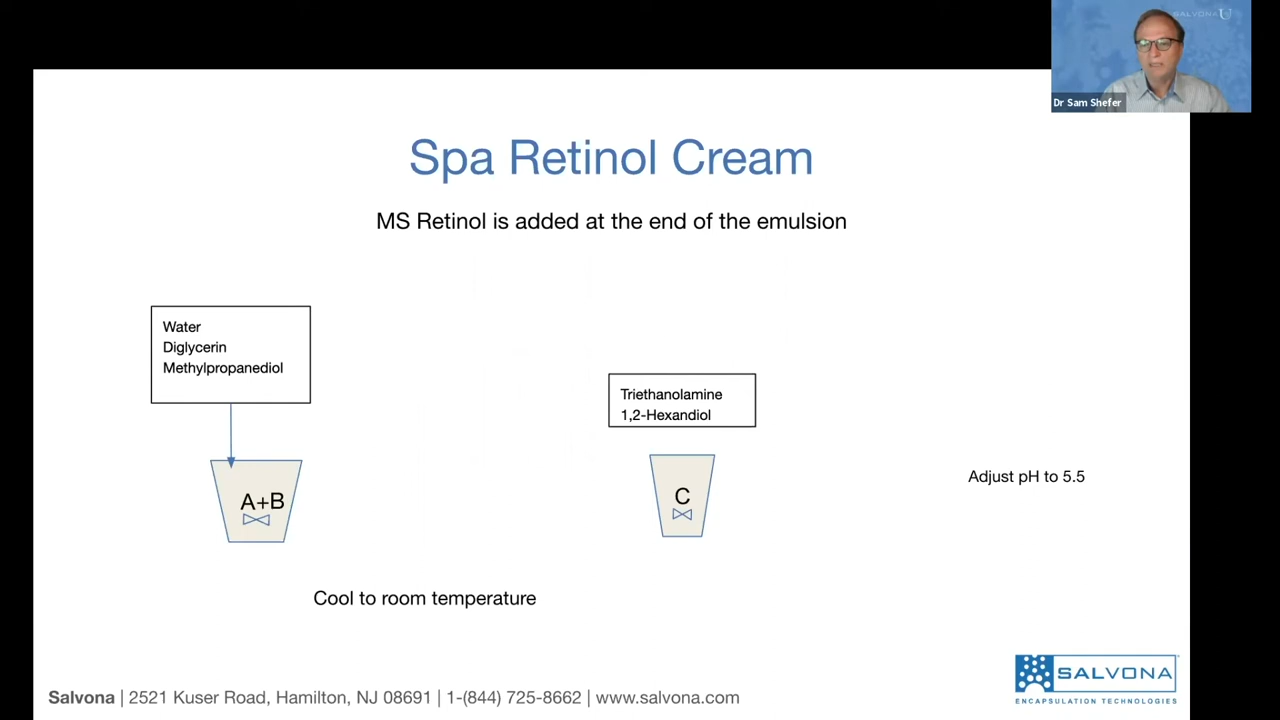 SALVONA U
Dr Sam Shefer
Spa Retinol Cream
MS Retinol is added at the end of the emulsion
Water
Diglycerin
Methylpropanediol
A+B
Triethanolamine
1,2-Hexandiol
C
Adjust pH to 5.5
Cool to room temperature
SALVONA
ENCAPSULATION TECHNOLOGIES
Salvona | 2521 Kuser Road, Hamilton, NJ 08691 | 1-(844) 725-8662 | www.salvona.com